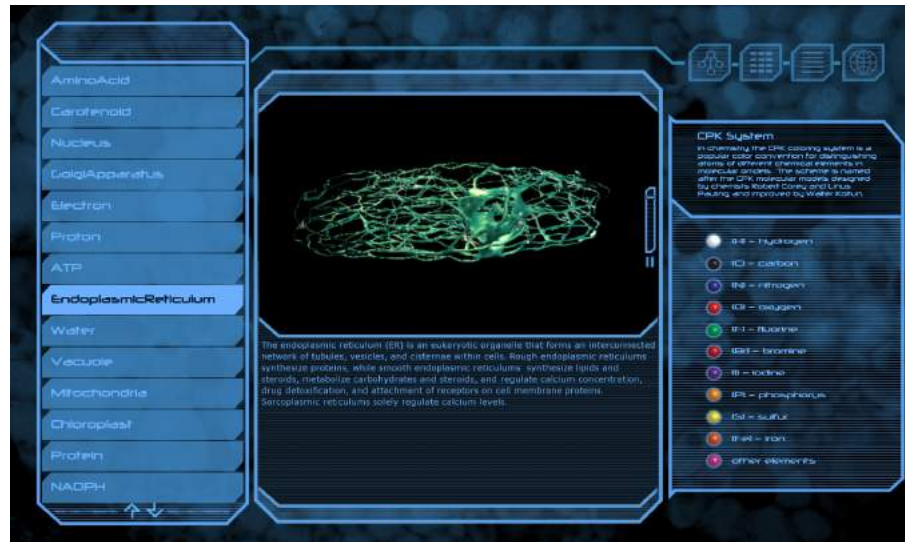 AminoAcid
Carotenoid
Nucleus
GolgiApparatus
Electron
Proton
ATP
EndoplasmicReticulum
Water
Vacuole
Mitochondria
Chloroplast
Protein
NADPH
The endoplasmic reticulum (ER) is an eukaryotic organelle that forms an interconnected
network of tubules, vesicles, and cisternae within cells. Rough endoplasmic reticulums
synthesize proteins, while smooth endoplasmic reticulums synthesize lipids and
steroids, metabolize carbohydrates and steroids, and regulate calcium concentration,
drug detoxification, and attachment of receptors on cell membrane proteins.
Sarcoplasmic reticulums solely regulate calcium levels.
CPK System
In chemistry, the CPK coloring system is a
popular color convention for distinguishing
atoms of different chemical elements in
molecular models. The scheme is named
after the CPK molecular models designed
by chemists Robert Corey and Linus
Pauling, and improved by Walter Koltun.
(H) - hydrogen
(C) - carbon
(N) - nitrogen
(O) - oxygen
(F) - fluorine
(Br) - bromine
(I) - iodine
(P) - phosphorus
(S) - sulfur
(Fe) - iron
other elements